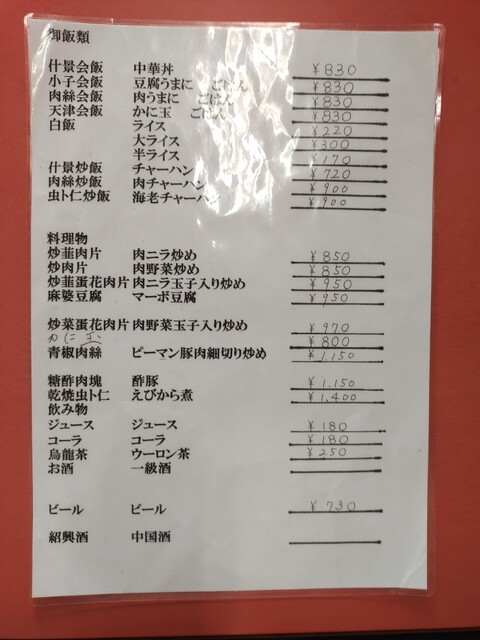 御飯類
什景会飯 中華丼 ¥830
小子会飯 豆腐うまに ごはん ¥830
肉絲会飯 肉うまに ごはん ¥830
天津会飯 かに玉 ごはん ¥830
白飯 ライス ¥220
大ライス ¥300
半ライス ¥170
什景炒飯 チャーハン ¥720
肉絲炒飯 肉チャーハン ¥900
虫ト仁炒飯 海老チャーハン ¥900
料理物
炒韮肉片 肉ニラ炒め ¥850
炒肉片 肉野菜炒め ¥850
炒韮蛋花肉片 肉ニラ玉子入り炒め ¥950
麻婆豆腐 マーボ豆腐 ¥950
炒菜蛋花肉片 肉野菜玉子入り炒め ¥970
かに玉 ¥800
青椒肉絲 ピーマン豚肉細切り炒め ¥1.150
糖酢肉塊 酢豚 ¥1.150
乾焼虫ト仁 えびから煮 ¥1,400
飲み物
ジュース ジュース ¥180
コーラ コーラ ¥180
烏龍茶 ウーロン茶 ¥250
お酒 一級酒
ビール ビール ¥730
紹興酒 中国酒